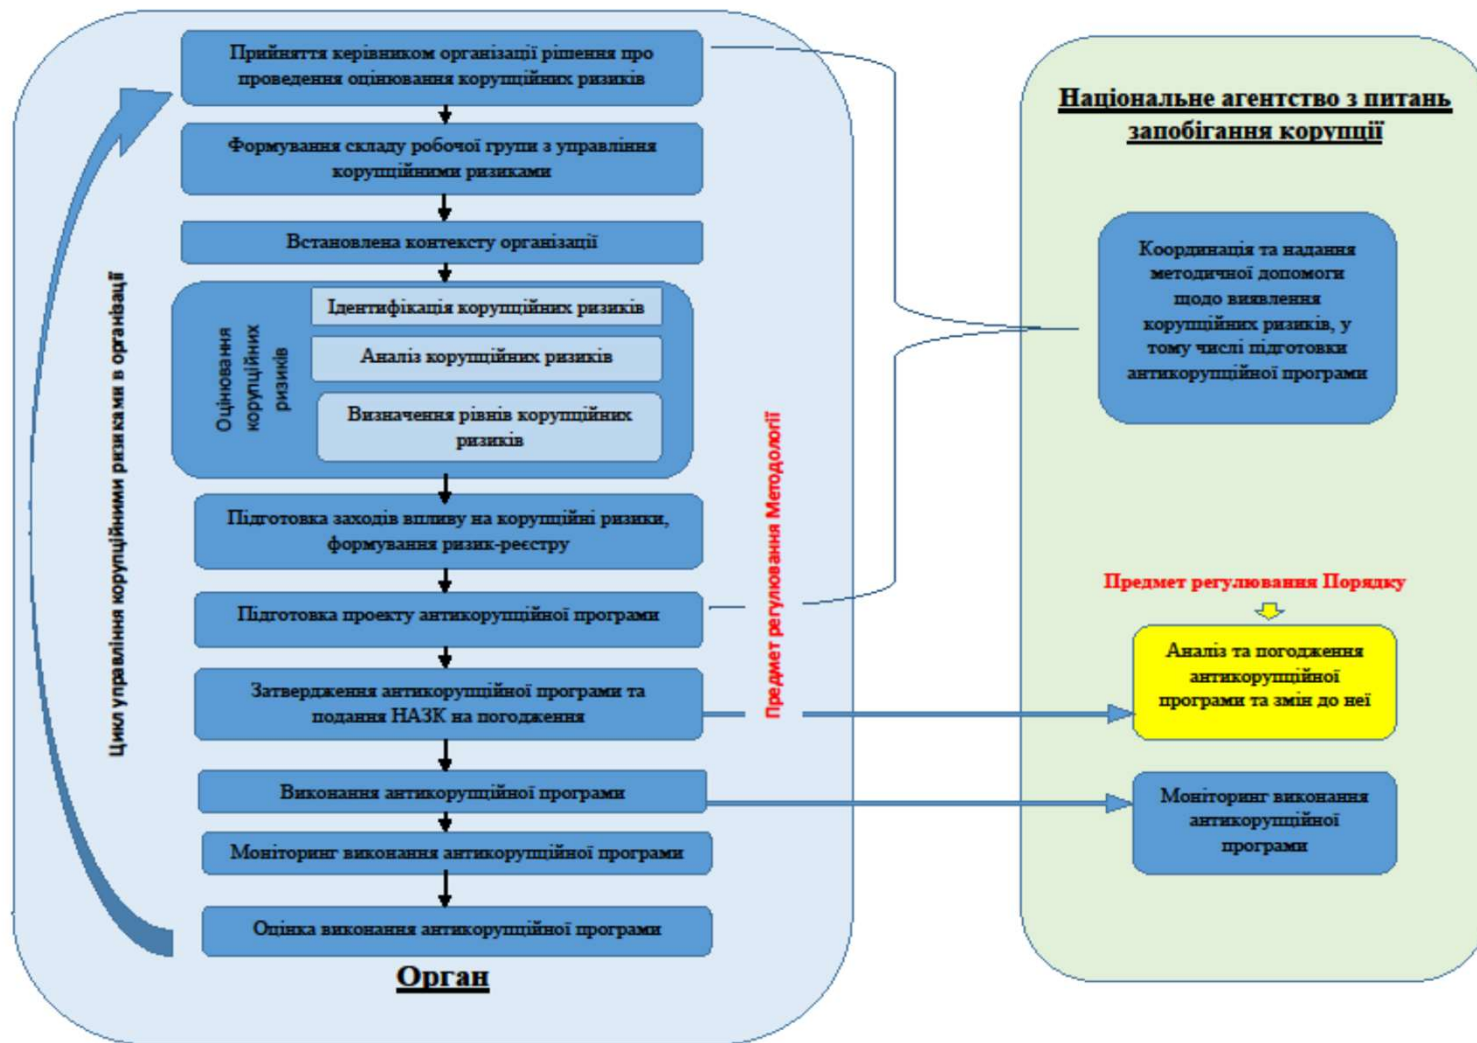 Прийняття керівником організації рішення про
проведення оцінювання корупційних ризиків
Формування складу робочої групи з управління
корупційними ризиками
Встановлена контексту організації
Оцінювання
корупційних
ризиків
Ідентифікація корупційних ризиків
Аналіз корупційних ризиків
Визначення рівнів корупційних
ризиків
Підготовка заходів впливу на корупційні ризики,
формування ризик-реєстру
Підготовка проекту антикорупційної програми
Затвердження антикорупційної програми та
подання НАЗК на погодження
Виконання антикорупційної програми
Моніторинг виконання антикорупційної програми
Оцінка виконання антикорупційної програми
Орган
Цикл управління корупційними ризиками в організації
Предмет регулювання Методології
Національне агентство з питань
запобігання корупції
Координація та надання
методичної допомоги
щодо виявлення
корупційних ризиків, у
тому числі підготовки
антикорупційної програми
Предмет регулювання Порядку
Аналіз та погодження
антикорупційної
програми та змін до неї
Моніторинг виконання
антикорупційної
програми